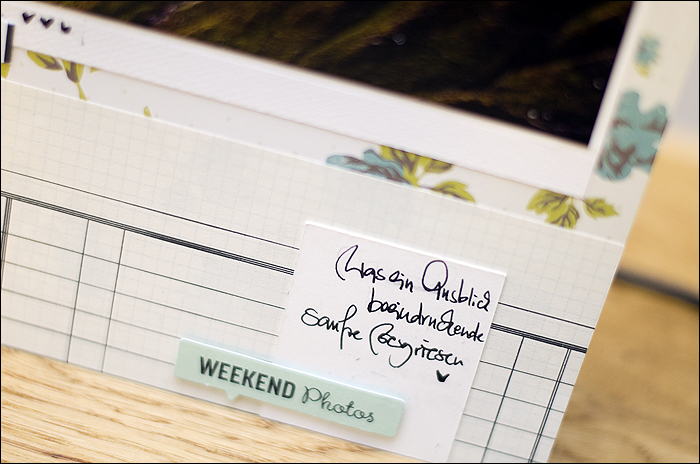 Was ein Ausblick
beeindruckende
sanfte Bergriesen
WEEKEND Photos